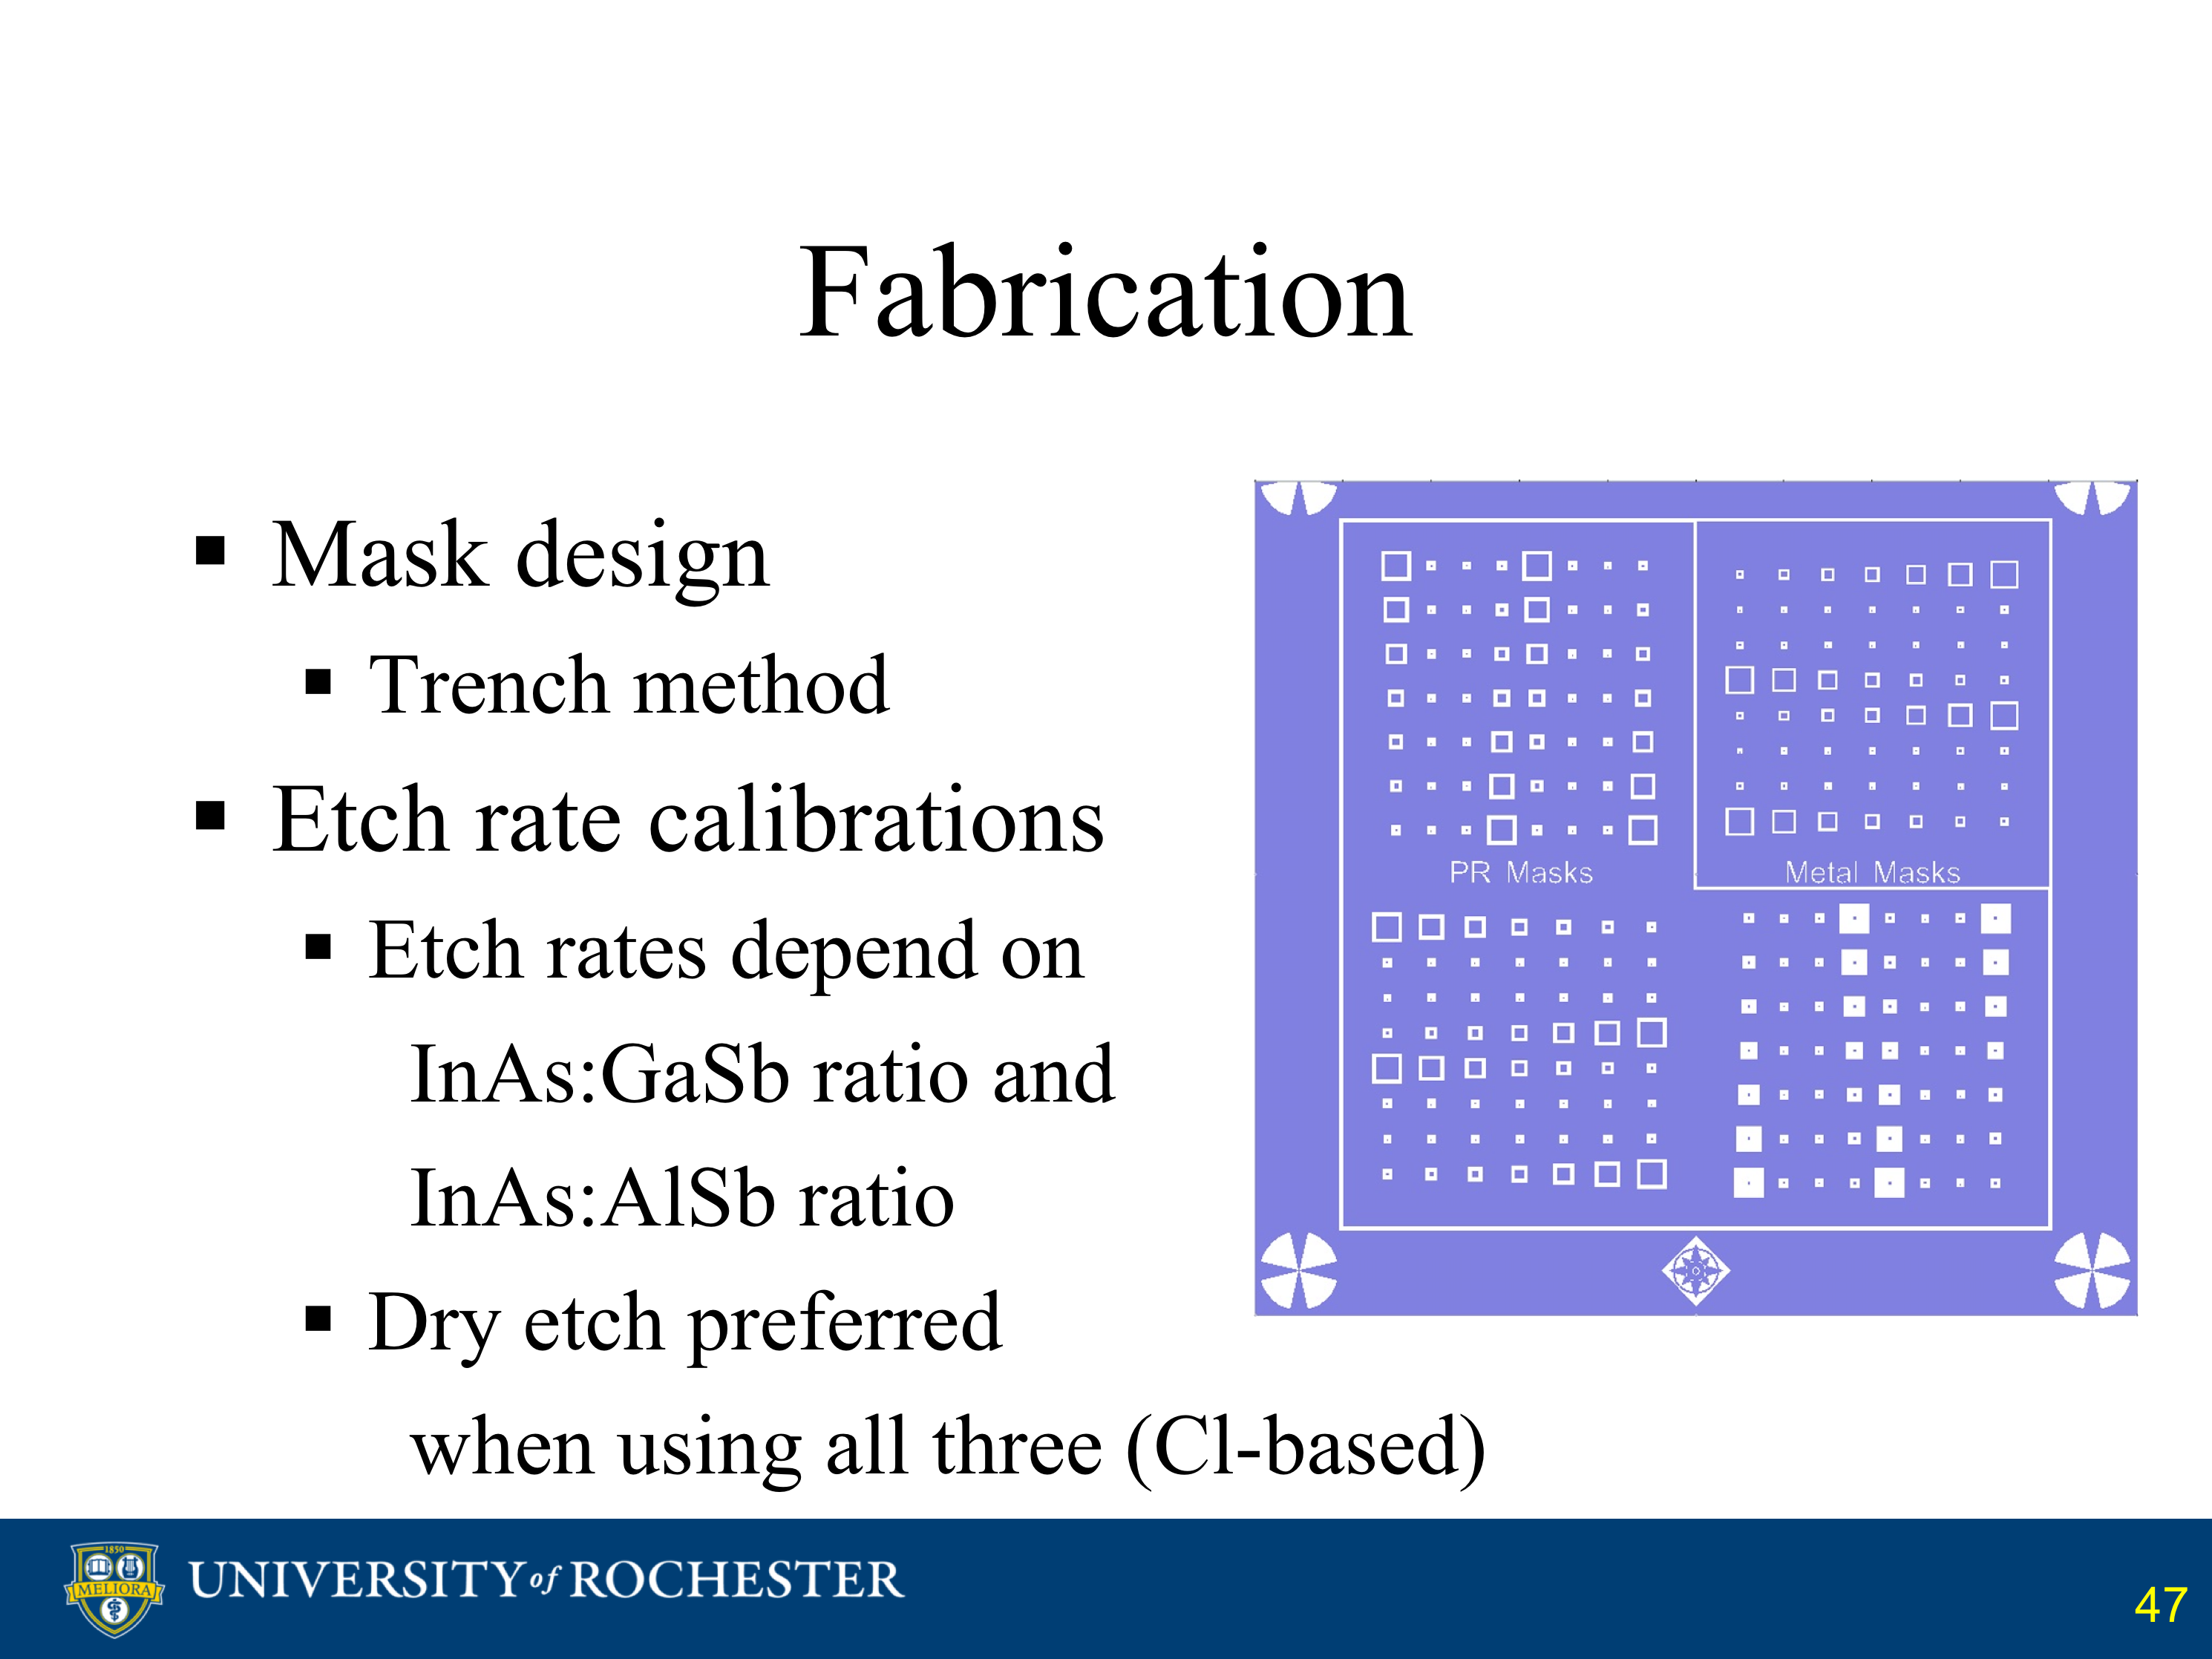 Fabrication
▪ Mask design
▪ Trench method
▪ Etch rate calibrations
▪ Etch rates depend on
InAs:GaSb ratio and
InAs:AlSb ratio
▪ Dry etch preferred
when using all three (Cl-based)
PR Masks
Metal Masks
1850
MELIORA
UNIVERSITY of ROCHESTER
47